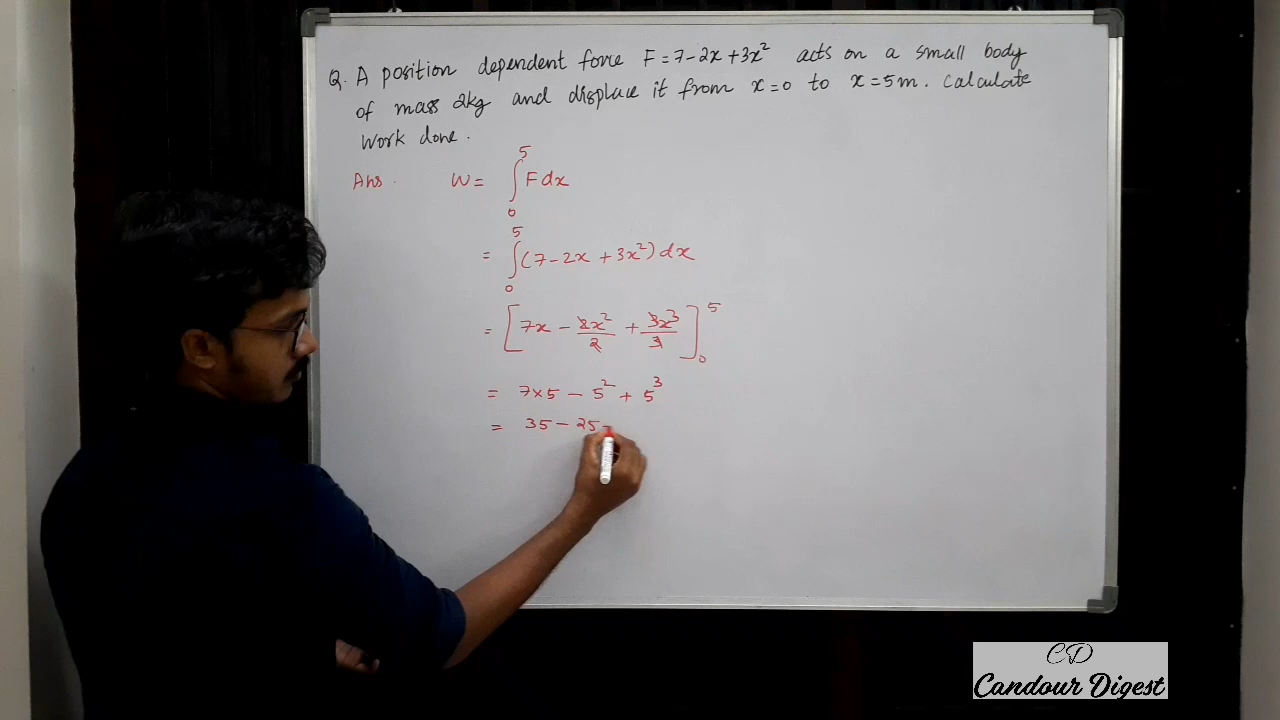 Q. A position dependent force F=7-2x+3x² acts on a small body
of mass 2kg and displace it from x=0 to x=5m. Calculate
work done.
Ans. W= ∫₀⁵ F dx
= ∫₀⁵ (7-2x+3x²) dx
= [7x - 2x²/2 + 3x³/3]₀⁵
= 7×5 - 5² + 5³
= 35 - 25
CD
Candour Digest